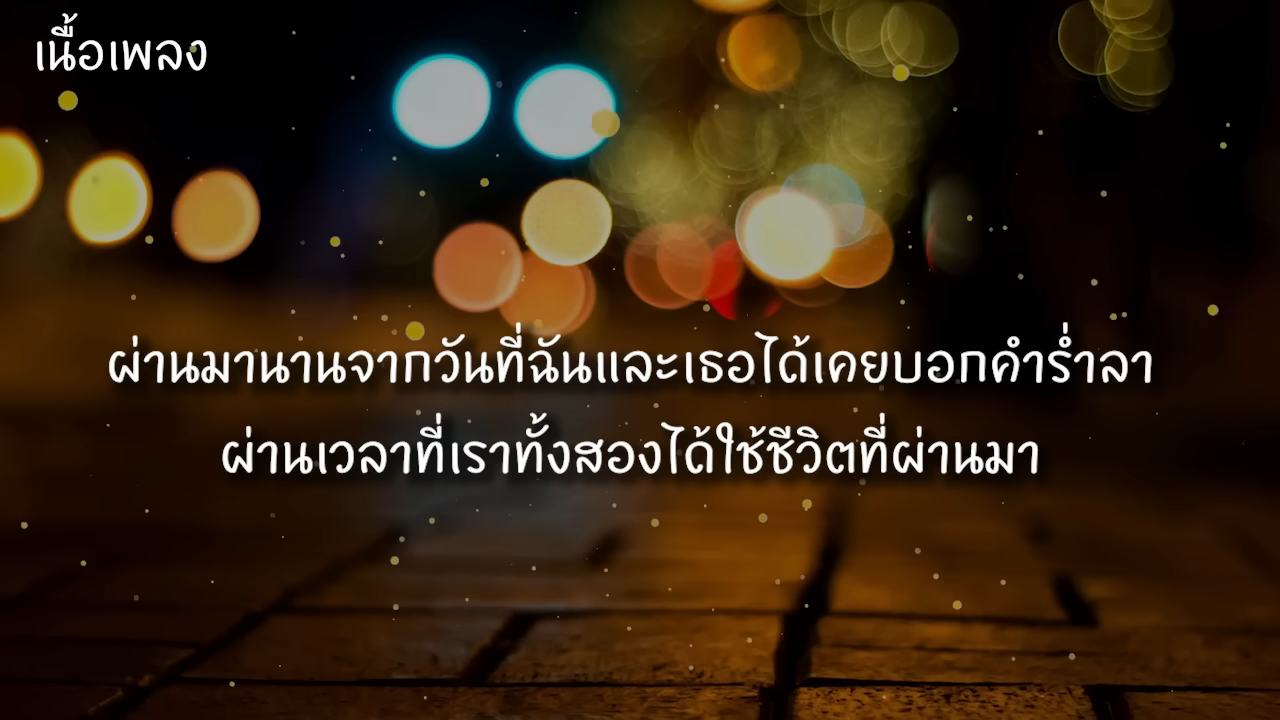 เนื้อเพลง
ผ่านมานานจากวันที่ฉันและเธอได้เคยบอกคำร่ำลา
ผ่านเวลาที่เราทั้งสองได้ใช้ชีวิตที่ผ่านมา